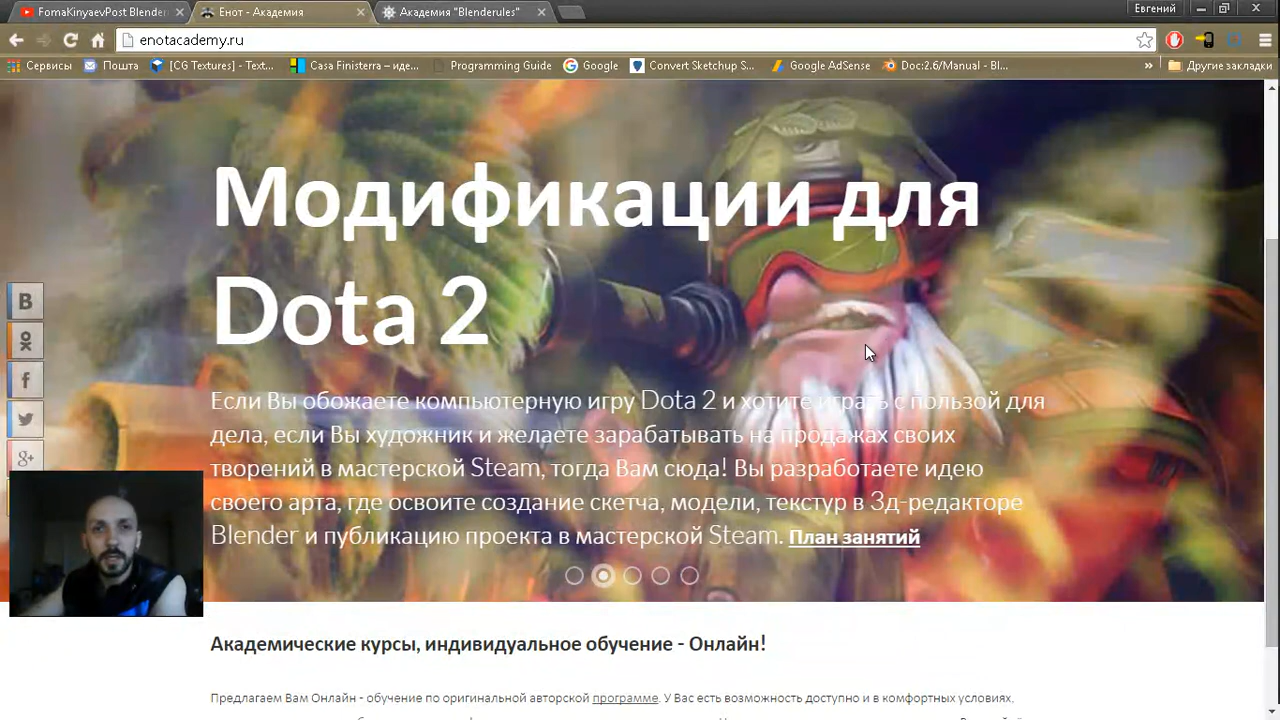 FomaKinyaevPost Blender
Енот - Академия
Академия "Blenderules"
Евгений
enotacademy.ru
Сервисы
Почта
[CG Textures] - Text...
Casa Finisterra – иде...
Programming Guide
Google
Convert Sketchup S...
Google AdSense
Doc:2.6/Manual - Bl...
»
Другие закладки
Модификации для
Dota 2
Если Вы обожаете компьютерную игру Dota 2 и хотите играть с пользой для
дела, если Вы художник и желаете зарабатывать на продажах своих
творений в мастерской Steam, тогда Вам сюда! Вы разработаете идею
своего арта, где освоите создание скетча, модели, текстур в 3д-редакторе
Blender и публикацию проекта в мастерской Steam. План занятий
B
f
g+
Академические курсы, индивидуальное обучение - Онлайн!
Предлагаем Вам Онлайн - обучение по оригинальной авторской программе. У Вас есть возможность доступно и в комфортных условиях.